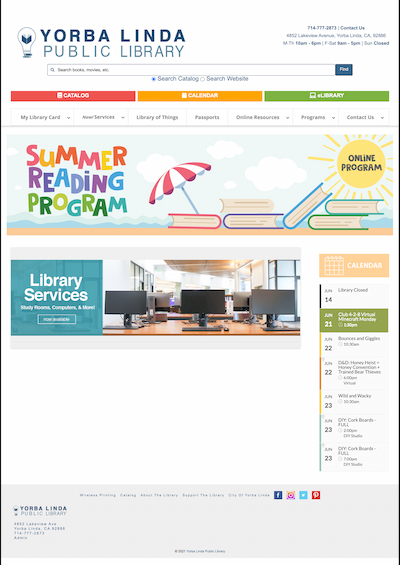 YORBA LINDA
PUBLIC LIBRARY
714-777-2873 | Contact Us
4852 Lakeview Avenue, Yorba Linda, CA, 92886
M-Th 10am - 6pm | F-Sat 9am - 5pm | Sun Closed
Search books, movies, etc.
Find
Search Catalog
Search Website
CATALOG
CALENDAR
eLIBRARY
My Library Card
New! Services
Library of Things
Passports
Online Resources
Programs
Contact Us
SUMMER
READING
PROGRAM
ONLINE
PROGRAM
Library
Services
Study Rooms, Computers, & More!
now available
CALENDAR
JUN
14
Library Closed
JUN
21
Club 4-2-8 Virtual
Minecraft Monday
1:30pm
JUN
22
Bounces and Giggles
10:30am
JUN
22
D&D: Honey Heist =
Honey Convention +
Trained Bear Thieves
6:00pm
Virtual
JUN
23
Wild and Wacky
10:30am
JUN
23
DIY: Cork Boards -
FULL
2:00pm
DIY Studio
JUN
23
DIY: Cork Boards -
FULL
7:00pm
DIY Studio
Wireless Printing Catalog About The Library Support The Library City Of Yorba Linda
YORBA LINDA
PUBLIC LIBRARY
4852 Lakeview Ave
Yorba Linda, CA 92886
714-777-2873
Admin
© 2021 Yorba Linda Public Library